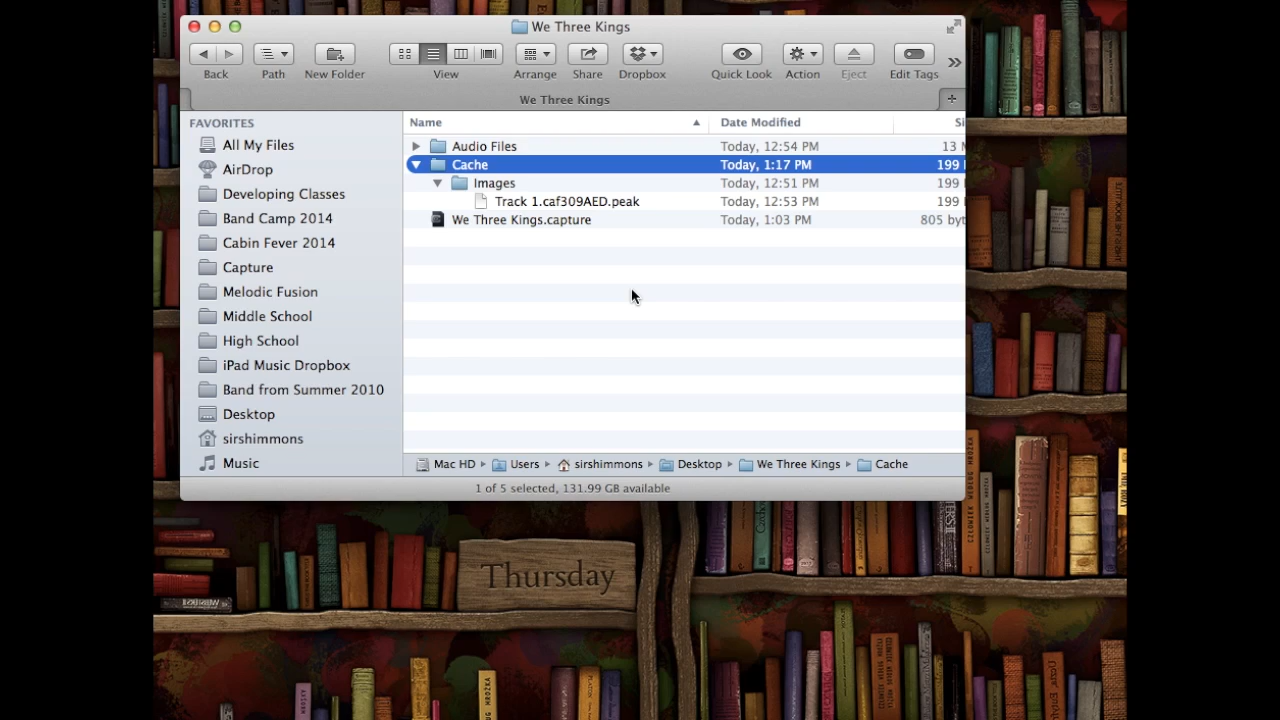 We Three Kings
Back
Path
New Folder
View
Arrange
Share
Dropbox
Quick Look
Action
Eject
Edit Tags
We Three Kings
FAVORITES
All My Files
AirDrop
Developing Classes
Band Camp 2014
Cabin Fever 2014
Capture
Melodic Fusion
Middle School
High School
iPad Music Dropbox
Band from Summer 2010
Desktop
sirshimmons
Music
Name Date Modified Si
Audio Files Today, 12:54 PM 13 M
Cache Today, 1:17 PM 199
Images Today, 12:51 PM 199
Track 1.caf309AED.peak Today, 12:53 PM 199
We Three Kings.capture Today, 1:03 PM 805 byt
Mac HD Users sirshimmons Desktop We Three Kings Cache
1 of 5 selected, 131.99 GB available
Thursday